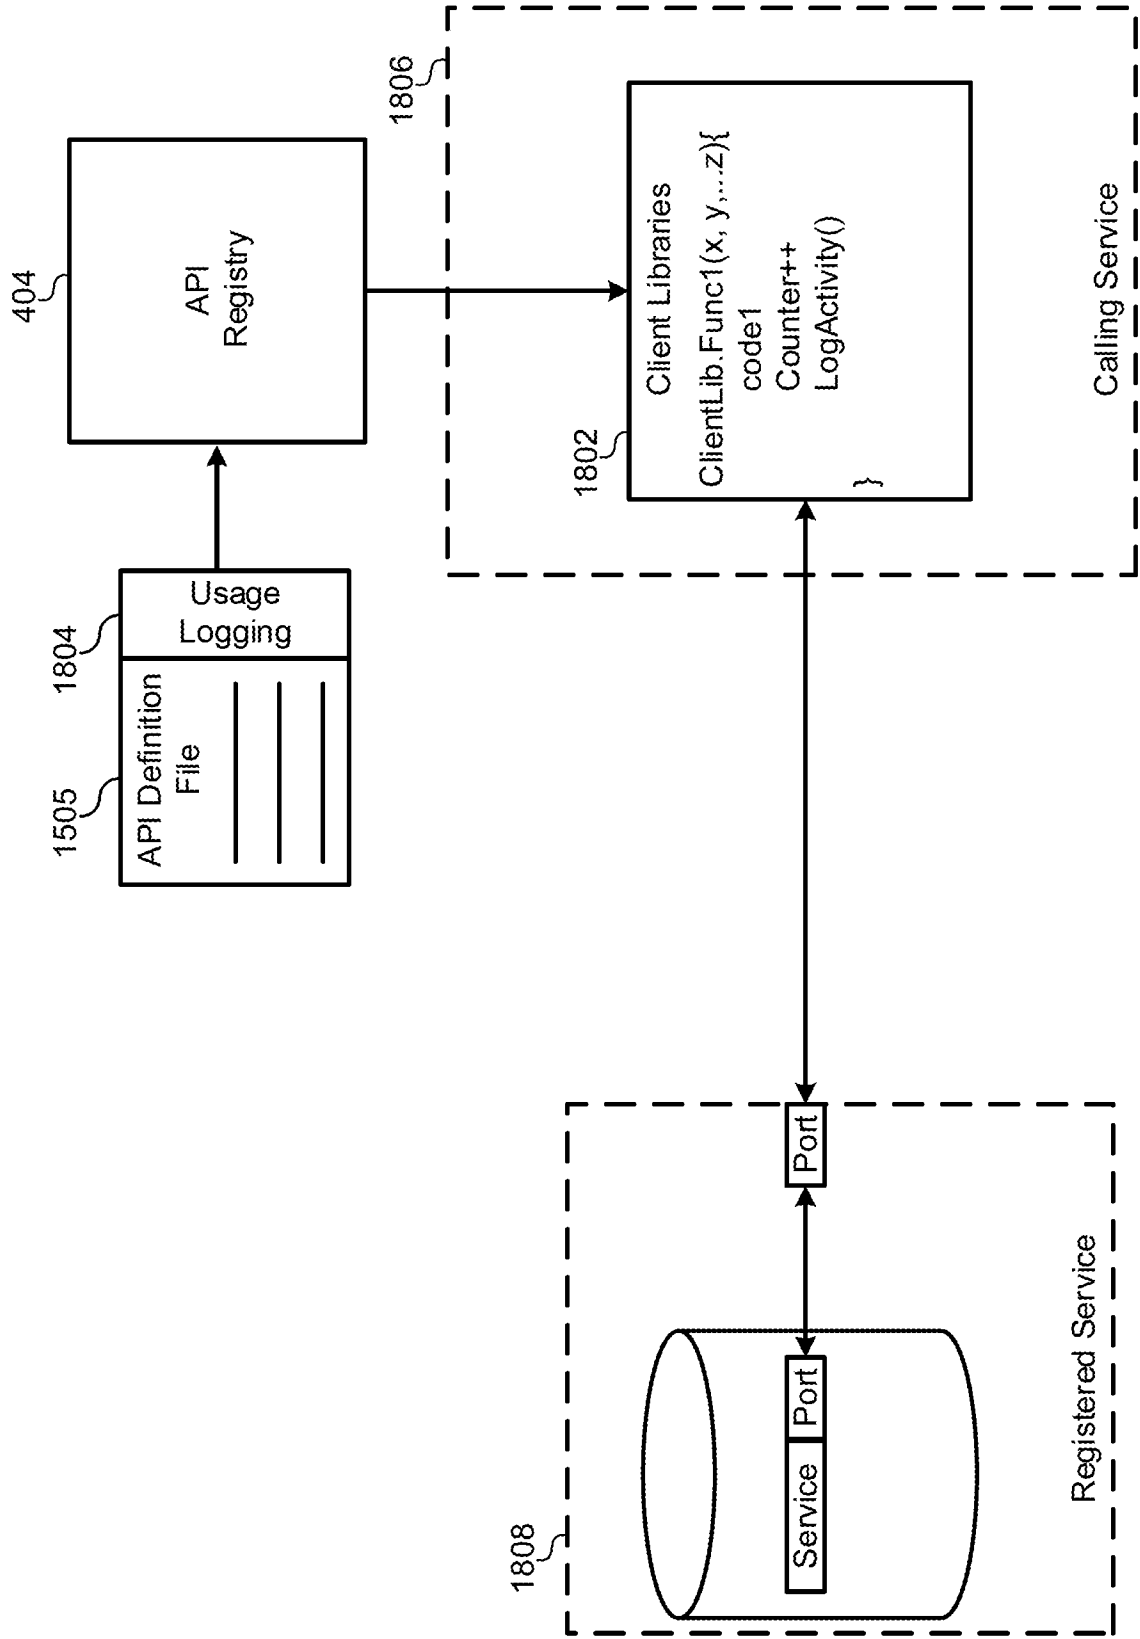 1505
API Definition
File
1804
Usage
Logging
404
API
Registry
1806
1802
Client Libraries
ClientLib.Func1(x, y,...z){
code1
Counter++
LogActivity()
}
Calling Service
1808
Service
Port
Port
Registered Service